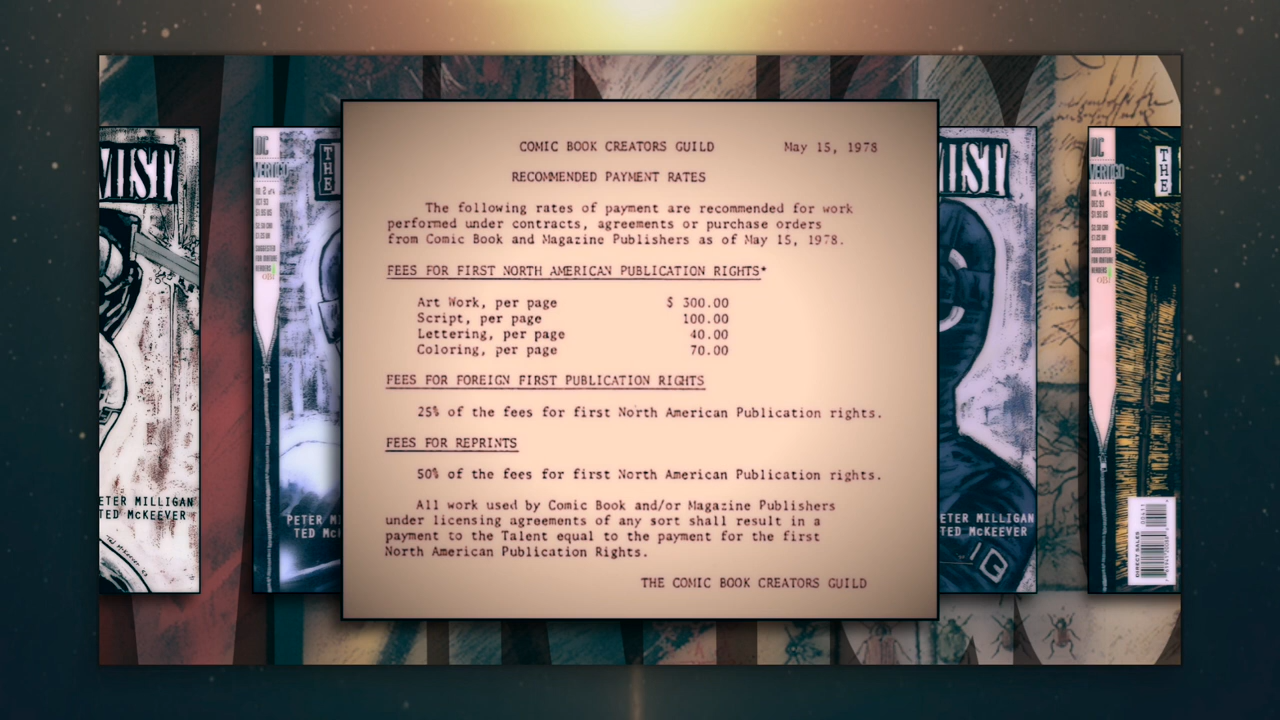 COMIC BOOK CREATORS GUILD May 15, 1978
RECOMMENDED PAYMENT RATES
The following rates of payment are recommended for work
performed under contracts, agreements or purchase orders
from Comic Book and Magazine Publishers as of May 15, 1978.
FEES FOR FIRST NORTH AMERICAN PUBLICATION RIGHTS*
Art Work, per page $ 300.00
Script, per page 100.00
Lettering, per page 40.00
Coloring, per page 70.00
FEES FOR FOREIGN FIRST PUBLICATION RIGHTS
25% of the fees for first North American Publication rights.
FEES FOR REPRINTS
50% of the fees for first North American Publication rights.
All work used by Comic Book and/or Magazine Publishers
under licensing agreements of any sort shall result in a
payment to the Talent equal to the payment for the first
North American Publication Rights.
THE COMIC BOOK CREATORS GUILD
MIST
ETER MILLIGAN
TED McKEEVER
DC
VERTIGO
THE
PETER MI
TED McK
MIST
ETER MILLIGAN
TED McKEEVER
DC
VERTIGO
THE
DIRECT SALES